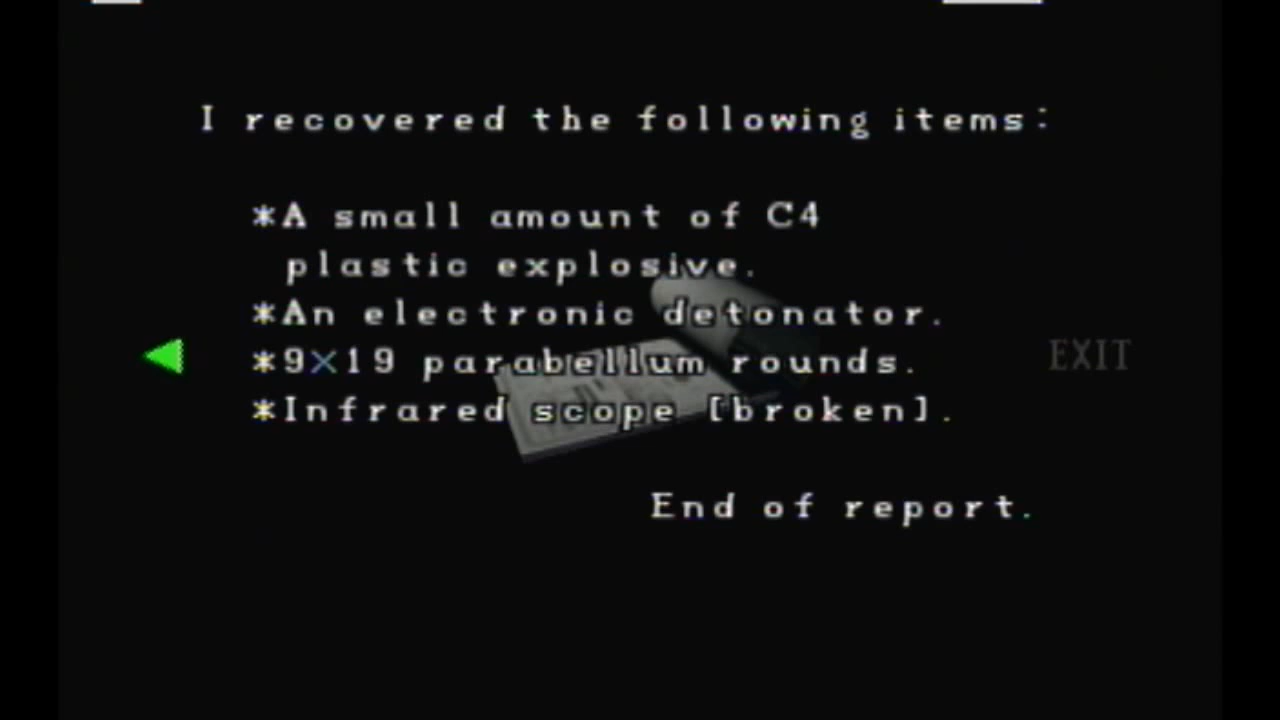 I recovered the following items:
*A small amount of C4
plastic explosive.
*An electronic detonator.
*9×19 parabellum rounds.
*Infrared scope [broken].
EXIT
End of report.